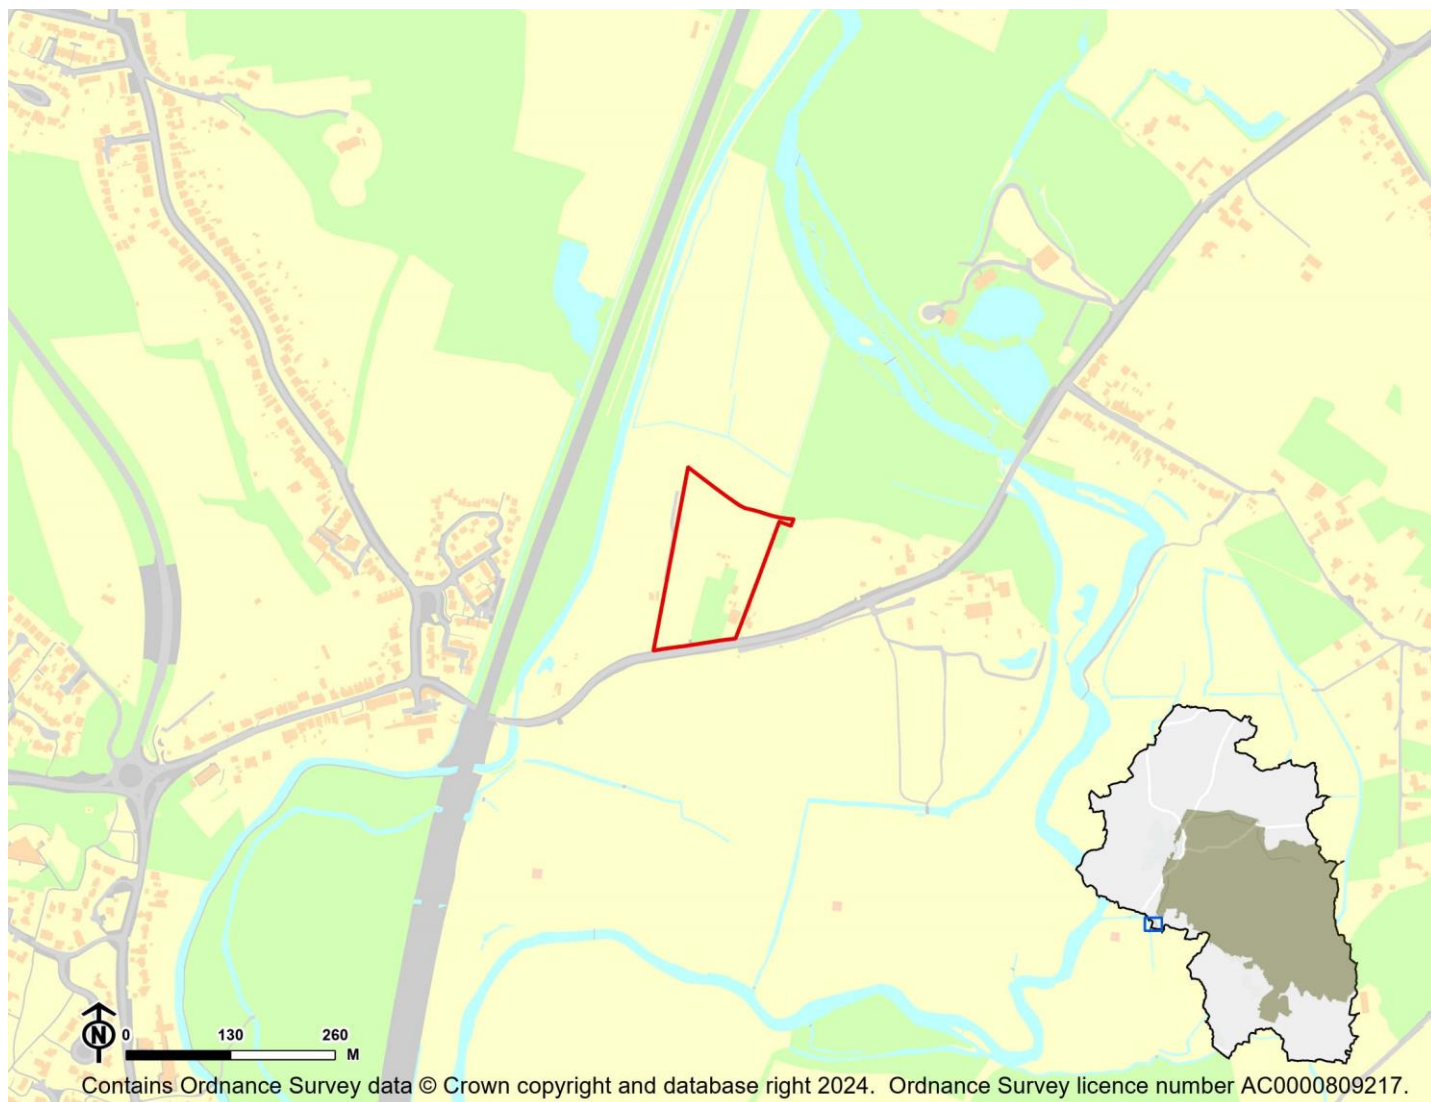 N
0 130 260
M
Contains Ordnance Survey data © Crown copyright and database right 2024. Ordnance Survey licence number AC0000809217.